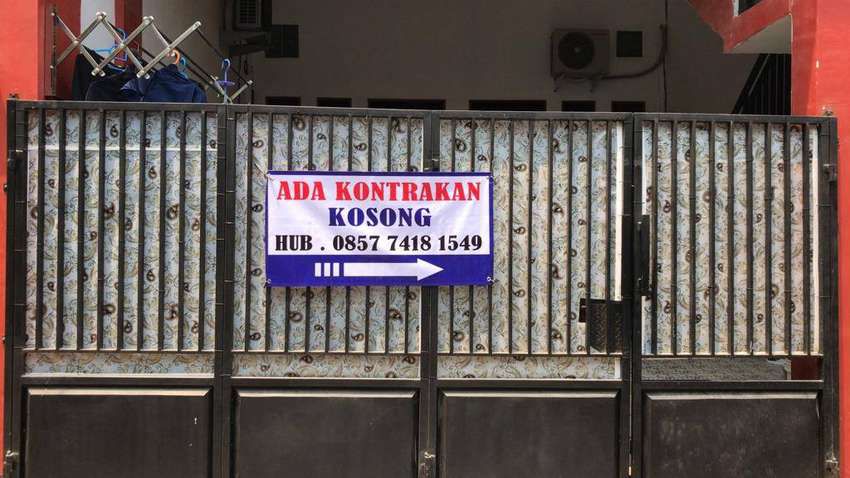 ADA KONTRAKAN
KOSONG
HUB . 0857 7418 1549